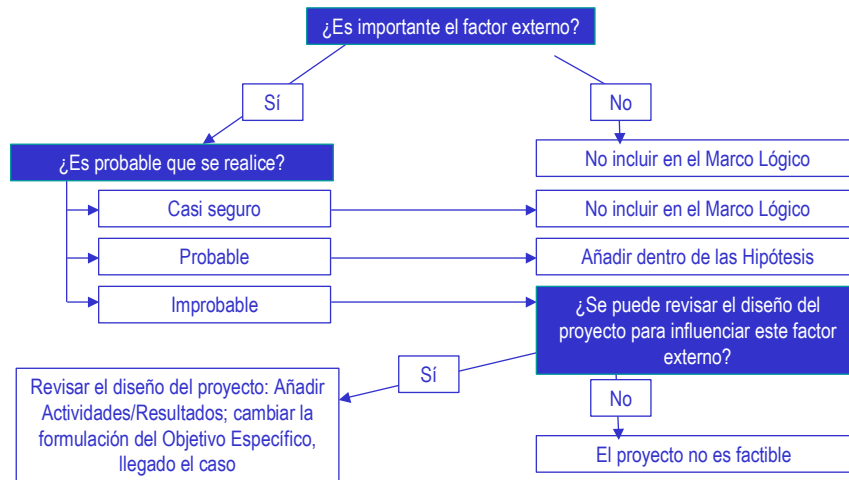 ¿Es importante el factor externo?
Sí
No
¿Es probable que se realice?
No incluir en el Marco Lógico
Casi seguro
No incluir en el Marco Lógico
Probable
Añadir dentro de las Hipótesis
Improbable
¿Se puede revisar el diseño del
proyecto para influenciar este factor
externo?
Sí
Revisar el diseño del proyecto: Añadir
Actividades/Resultados; cambiar la
formulación del Objetivo Específico,
llegado el caso
No
El proyecto no es factible